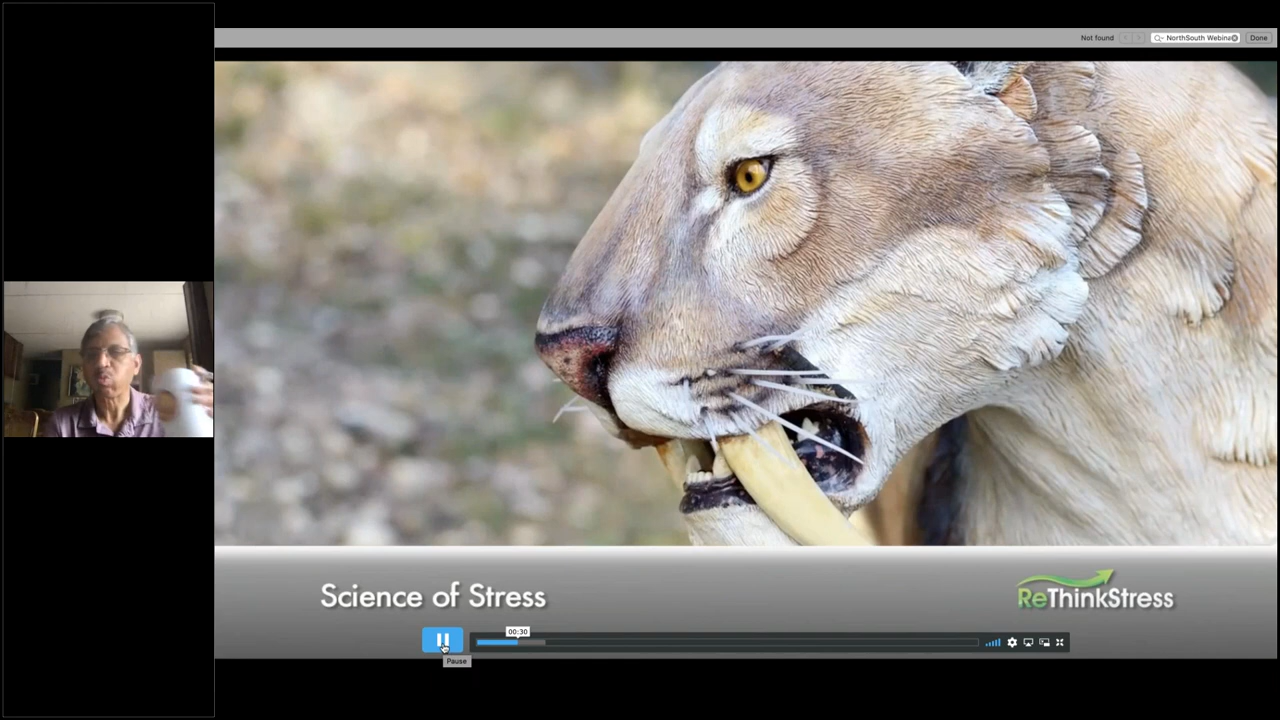 Not found
NorthSouth Webina
Done
Science of Stress
ReThinkStress
00:30
Pause